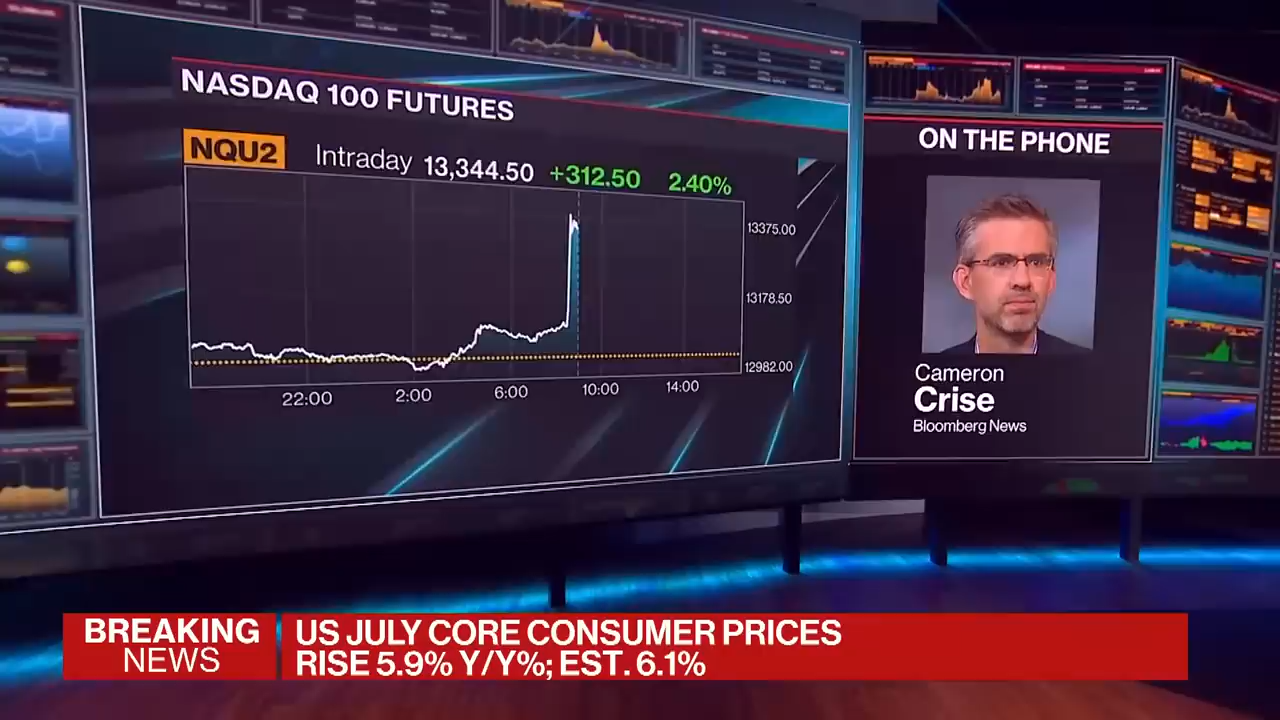 NASDAQ 100 FUTURES
NQU2 Intraday 13,344.50 +312.50 2.40%
13375.00
13178.50
12982.00
22:00 2:00 6:00 10:00 14:00
ON THE PHONE
Cameron
Crise
Bloomberg News
BREAKING NEWS
US JULY CORE CONSUMER PRICES
RISE 5.9% Y/Y%; EST. 6.1%